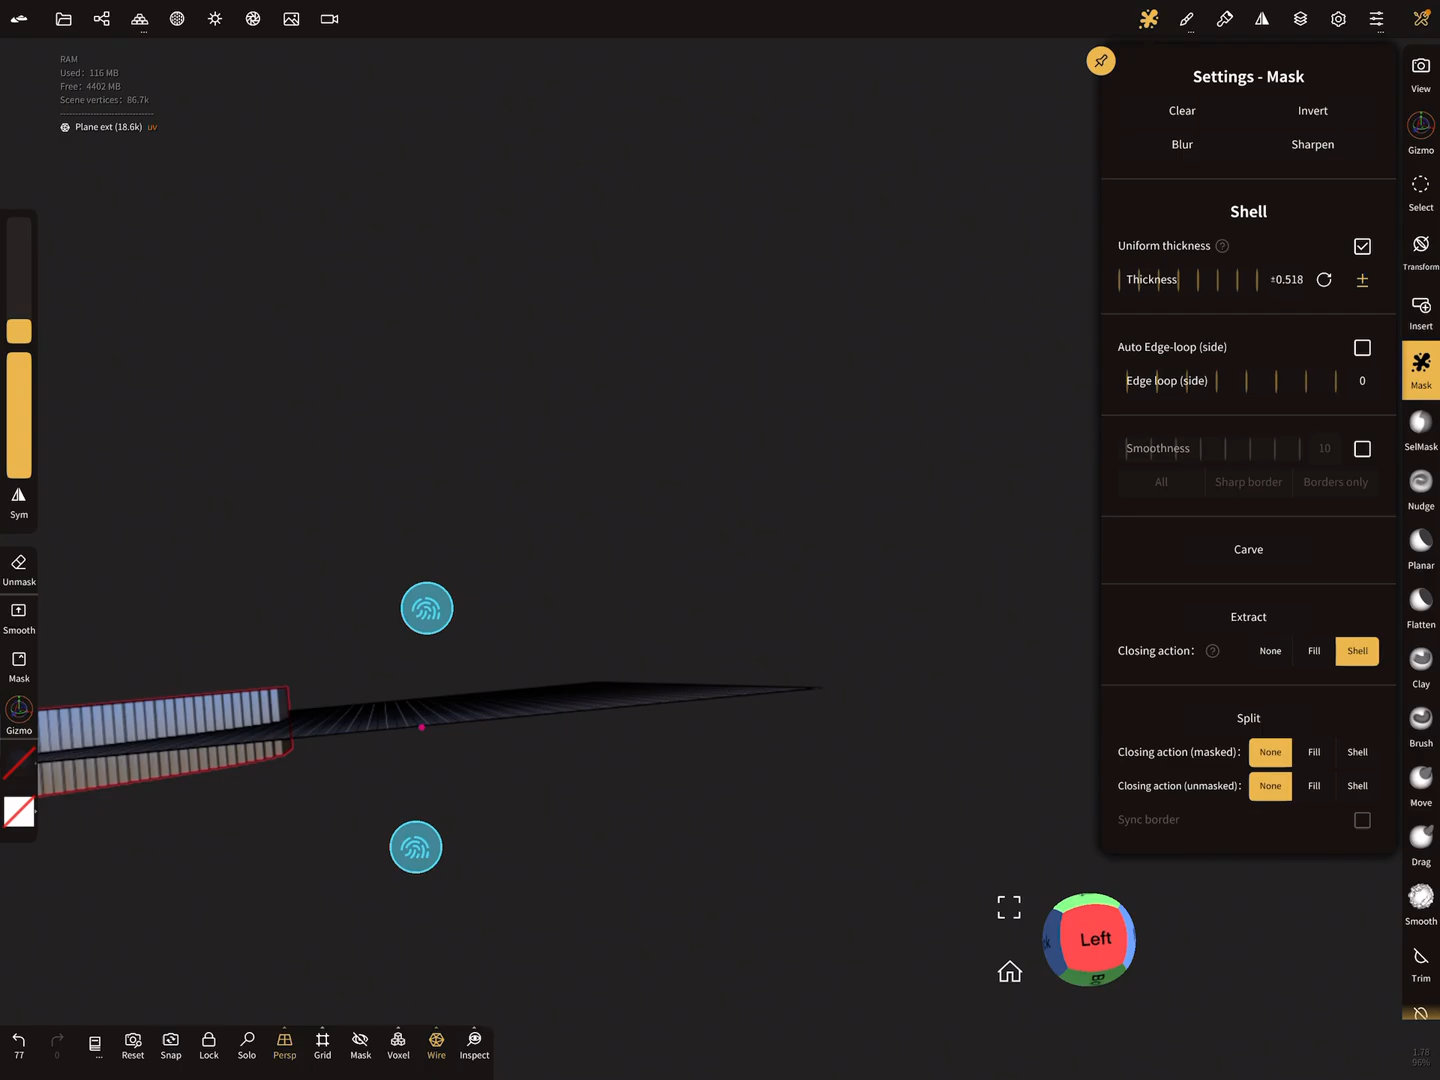 RAM
Used: 116 MB
Free: 4402 MB
Scene vertices: 86.7k
Plane ext (18.6k) uv
Sym
Unmask
Smooth
Mask
Gizmo
Settings - Mask
Clear Invert
Blur Sharpen
Shell
Uniform thickness ?
Thickness ±0.518 ±
Auto Edge-loop (side)
Edge loop (side) 0
Smoothness 10
All Sharp border Borders only
Carve
Extract
Closing action: ? None Fill Shell
Split
Closing action (masked): None Fill Shell
Closing action (unmasked): None Fill Shell
Sync border
View
Gizmo
Select
Transform
Insert
Mask
SelMask
Nudge
Planar
Flatten
Clay
Brush
Move
Drag
Smooth
Trim
Left
77 0 ... Reset Snap Lock Solo Persp Grid Mask Voxel Wire Inspect
1.78
96%